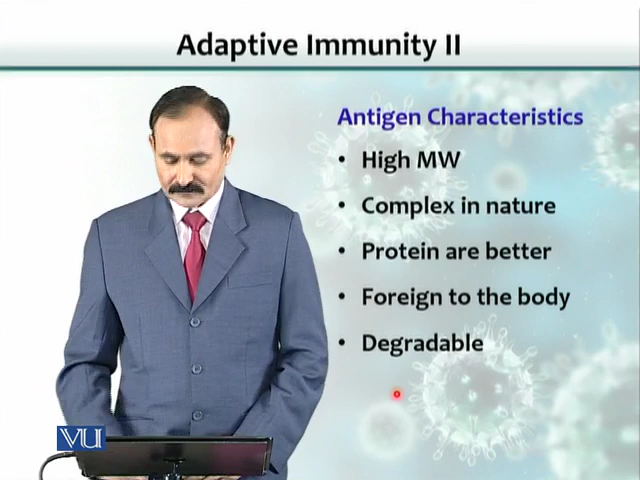 Adaptive Immunity II
Antigen Characteristics
• High MW
• Complex in nature
• Protein are better
• Foreign to the body
• Degradable
VU